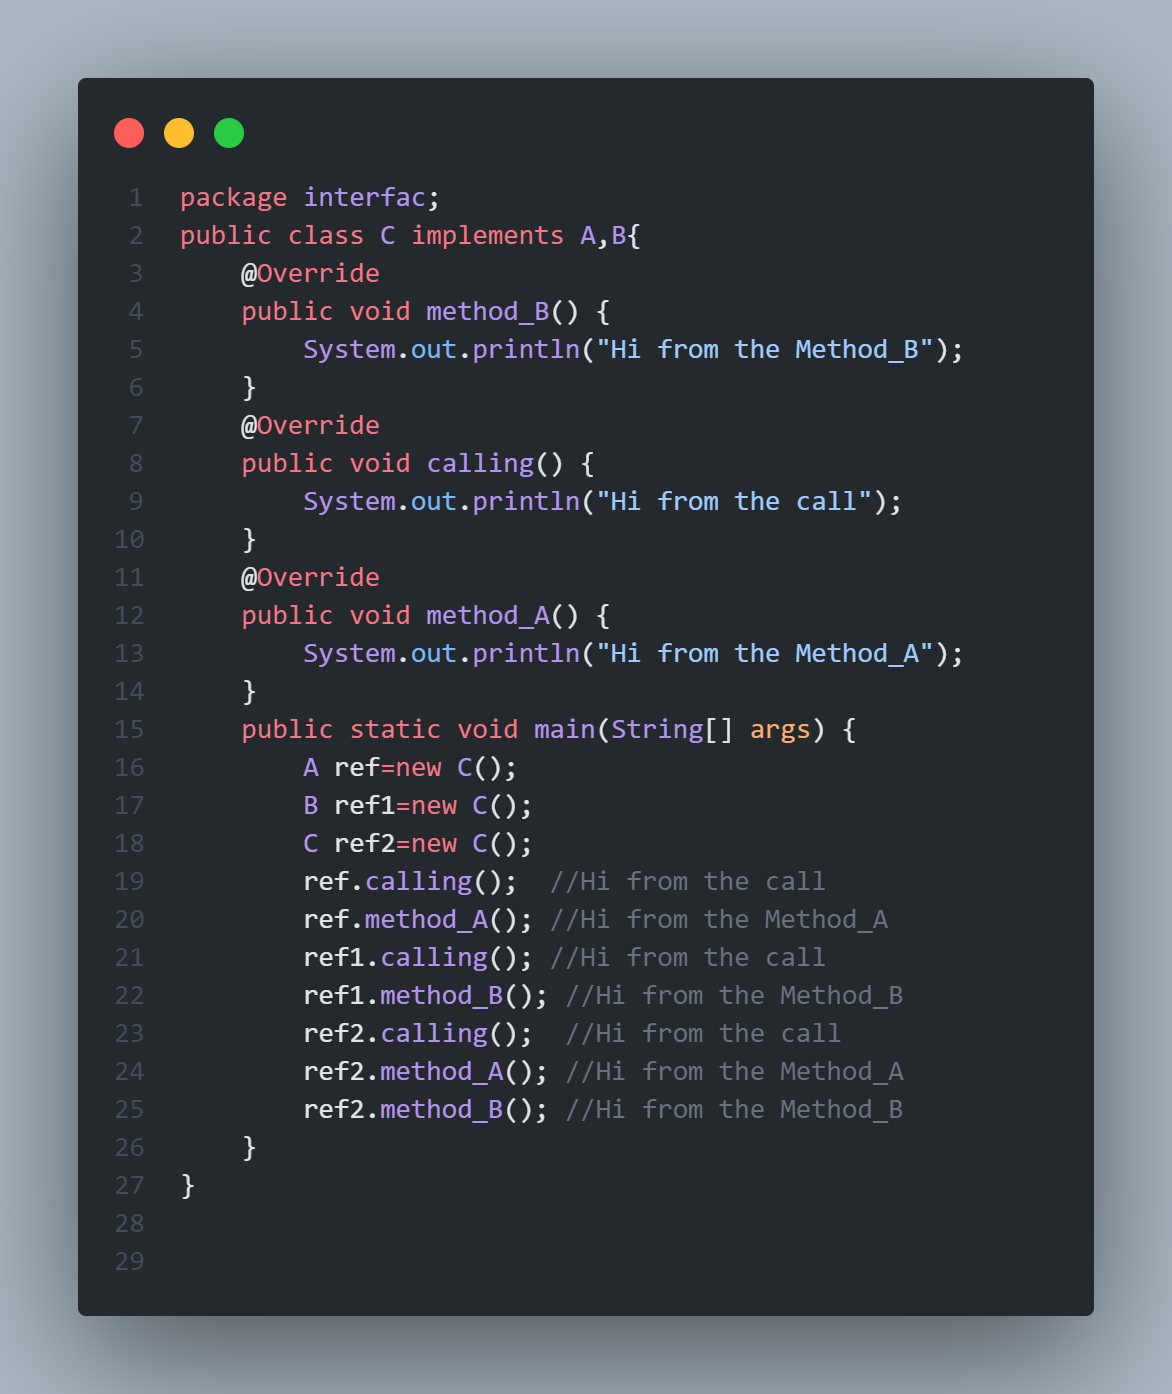 1 package interfac;
2 public class C implements A,B{
3     @Override
4     public void method_B() {
5         System.out.println("Hi from the Method_B");
6     }
7     @Override
8     public void calling() {
9         System.out.println("Hi from the call");
10     }
11     @Override
12     public void method_A() {
13         System.out.println("Hi from the Method_A");
14     }
15     public static void main(String[] args) {
16         A ref=new C();
17         B ref1=new C();
18         C ref2=new C();
19         ref.calling();  //Hi from the call
20         ref.method_A(); //Hi from the Method_A
21         ref1.calling(); //Hi from the call
22         ref1.method_B(); //Hi from the Method_B
23         ref2.calling();  //Hi from the call
24         ref2.method_A(); //Hi from the Method_A
25         ref2.method_B(); //Hi from the Method_B
26     }
27 }
28
29